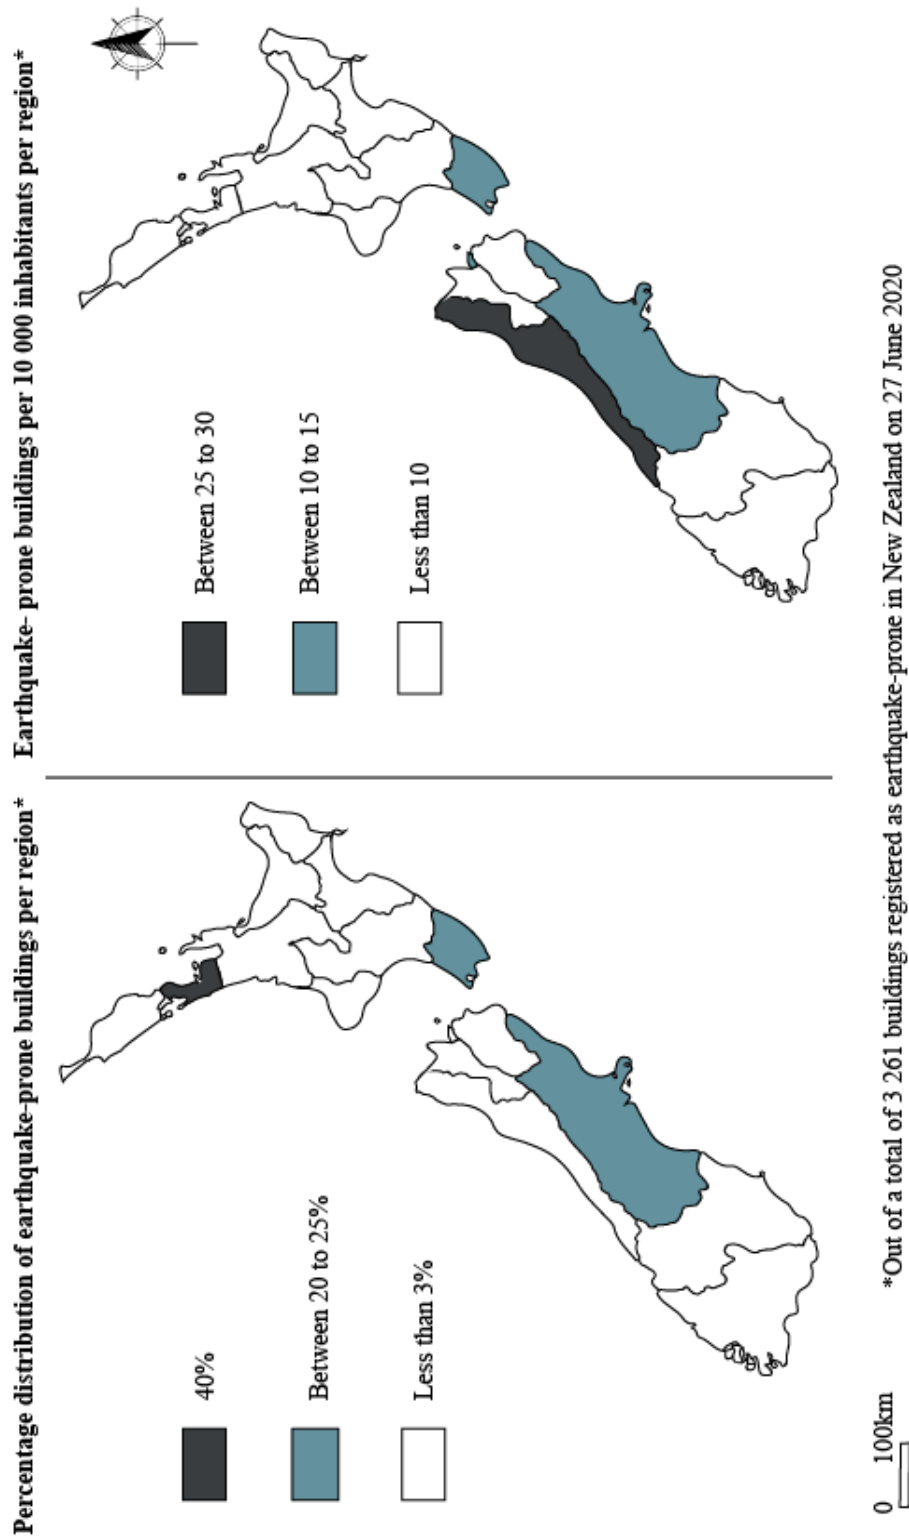 Percentage distribution of earthquake-prone buildings per region*
40%
Between 20 to 25%
Less than 3%
Earthquake- prone buildings per 10 000 inhabitants per region*
Between 25 to 30
Between 10 to 15
Less than 10
0 100km
*Out of a total of 3 261 buildings registered as earthquake-prone in New Zealand on 27 June 2020